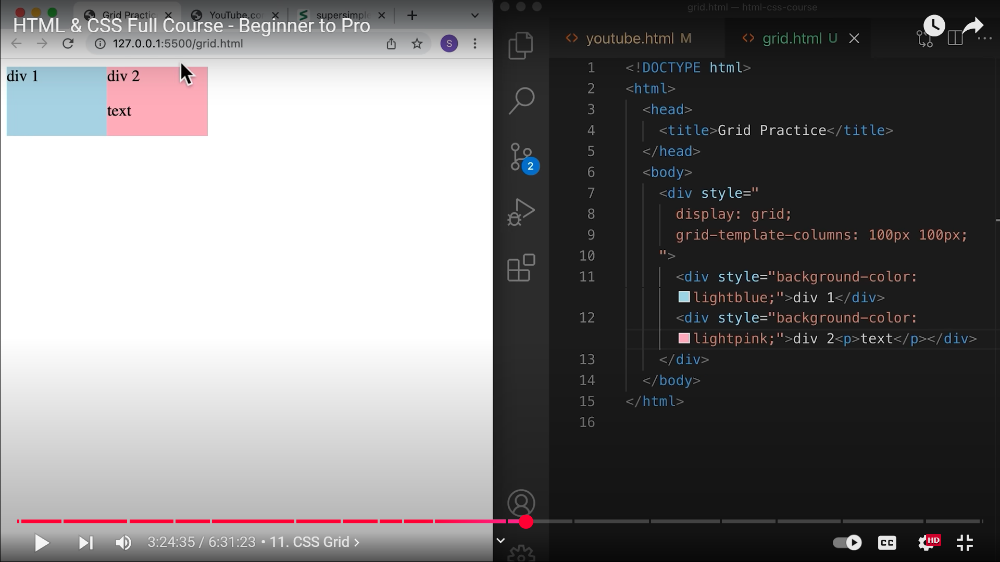 grid.html — html-css-course
Grid Practic
YouTube.co
supersimple
HTML & CSS Full Course - Beginner to Pro
127.0.0.1:5500/grid.html
S
youtube.html M
grid.html U
div 1
div 2
text
2
1 <!DOCTYPE html>
2 <html>
3 <head>
4 <title>Grid Practice</title>
5 </head>
6 <body>
7 <div style="
8 display: grid;
9 grid-template-columns: 100px 100px;
10 ">
11 <div style="background-color:
lightblue;">div 1</div>
12 <div style="background-color:
lightpink;">div 2<p>text</p></div>
13 </div>
14 </body>
15 </html>
16
3:24:35 / 6:31:23 • 11. CSS Grid >
CC
HD